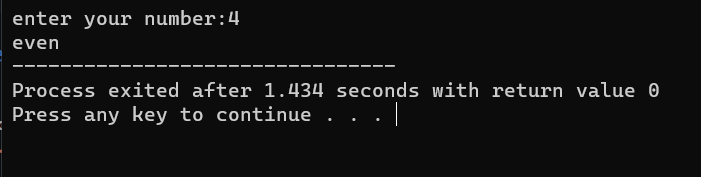 enter your number:4
even
--------------------------------
Process exited after 1.434 seconds with return value 0
Press any key to continue . . .